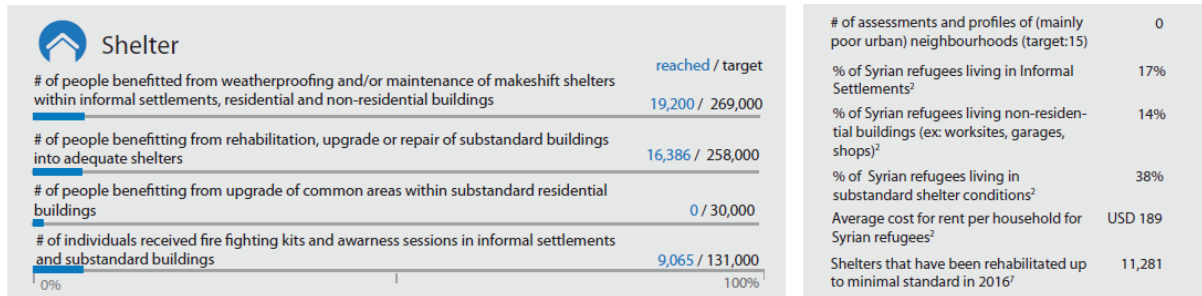 Shelter
reached / target
# of people benefitted from weatherproofing and/or maintenance of makeshift shelters
within informal settlements, residential and non-residential buildings
19,200 / 269,000
# of people benefitting from rehabilitation, upgrade or repair of substandard buildings
into adequate shelters
16,386 / 258,000
# of people benefitting from upgrade of common areas within substandard residential
buildings
0 / 30,000
# of individuals received fire fighting kits and awarness sessions in informal settlements
and substandard buildings
9,065 / 131,000
0%
100%
# of assessments and profiles of (mainly
poor urban) neighbourhoods (target:15)
0
% of Syrian refugees living in Informal
Settlements²
17%
% of Syrian refugees living non-residen-
tial buildings (ex: worksites, garages,
shops)²
14%
% of Syrian refugees living in
substandard shelter conditions²
38%
Average cost for rent per household for
Syrian refugees²
USD 189
Shelters that have been rehabilitated up
to minimal standard in 2016⁷
11,281